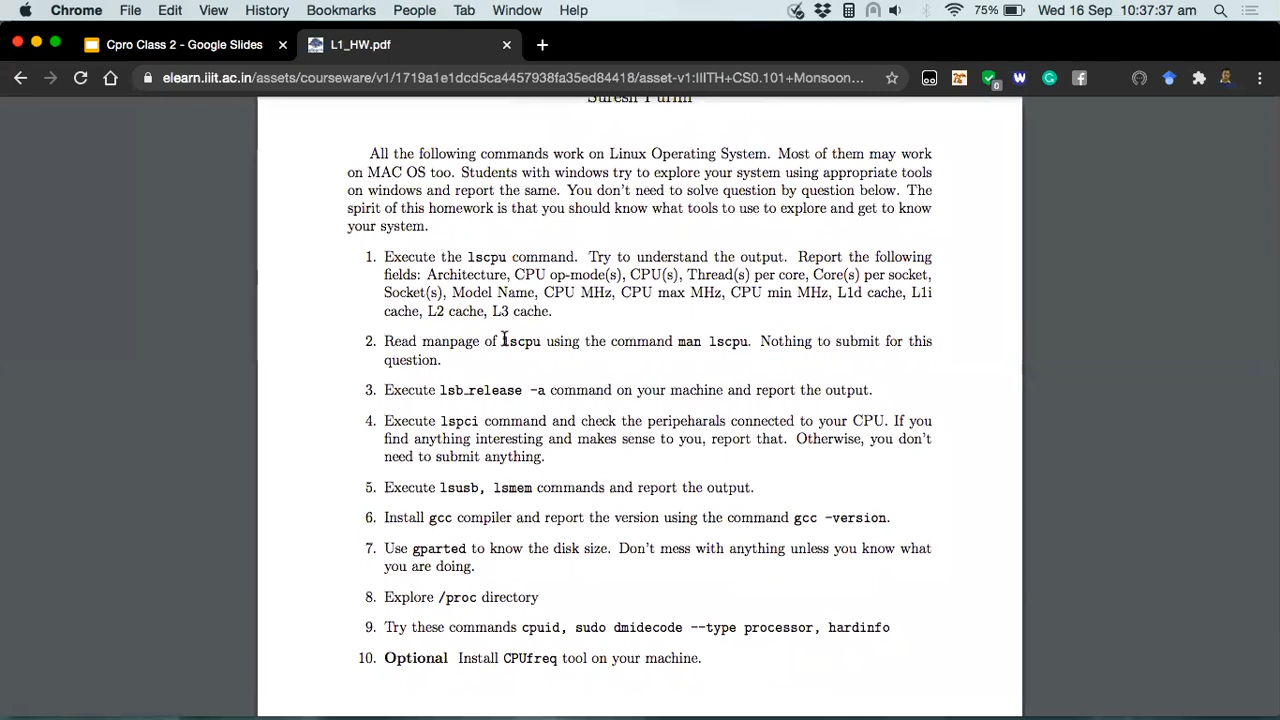 Chrome File Edit View History Bookmarks People Tab Window Help 75% Wed 16 Sep 10:37:37 am
Cpro Class 2 - Google Slides L1_HW.pdf
elearn.iiit.ac.in/assets/courseware/v1/1719a1e1dcd5ca4457938fa35ed84418/asset-v1:IIITH+CS0.101+Monsoon...
Suresh Purini
All the following commands work on Linux Operating System. Most of them may work
on MAC OS too. Students with windows try to explore your system using appropriate tools
on windows and report the same. You don't need to solve question by question below. The
spirit of this homework is that you should know what tools to use to explore and get to know
your system.
1. Execute the lscpu command. Try to understand the output. Report the following
fields: Architecture, CPU op-mode(s), CPU(s), Thread(s) per core, Core(s) per socket,
Socket(s), Model Name, CPU MHz, CPU max MHz, CPU min MHz, L1d cache, L1i
cache, L2 cache, L3 cache.
2. Read manpage of lscpu using the command man lscpu. Nothing to submit for this
question.
3. Execute lsb_release -a command on your machine and report the output.
4. Execute lspci command and check the peripeharals connected to your CPU. If you
find anything interesting and makes sense to you, report that. Otherwise, you don't
need to submit anything.
5. Execute lsusb, lsmem commands and report the output.
6. Install gcc compiler and report the version using the command gcc -version.
7. Use gparted to know the disk size. Don't mess with anything unless you know what
you are doing.
8. Explore /proc directory
9. Try these commands cpuid, sudo dmidecode --type processor, hardinfo
10. Optional Install CPUfreq tool on your machine.